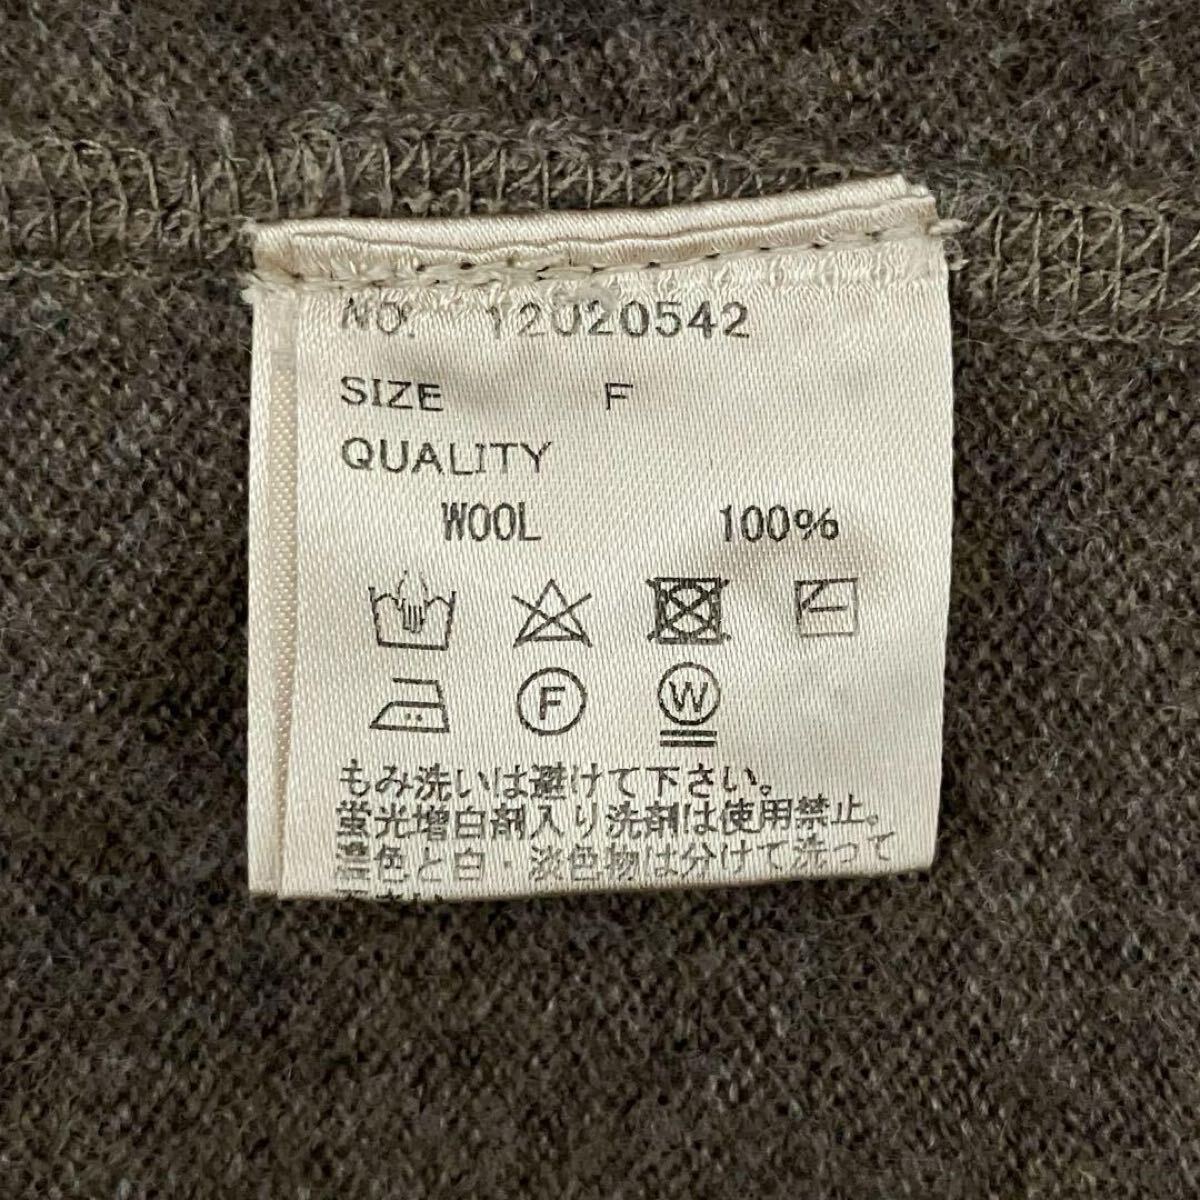 NO. 12020542
SIZE F
QUALITY
WOOL 100%
F W
もみ洗いは避けて下さい。
蛍光増白剤入り洗剤は使用禁止。
濃色と白・淡色物は分けて洗って